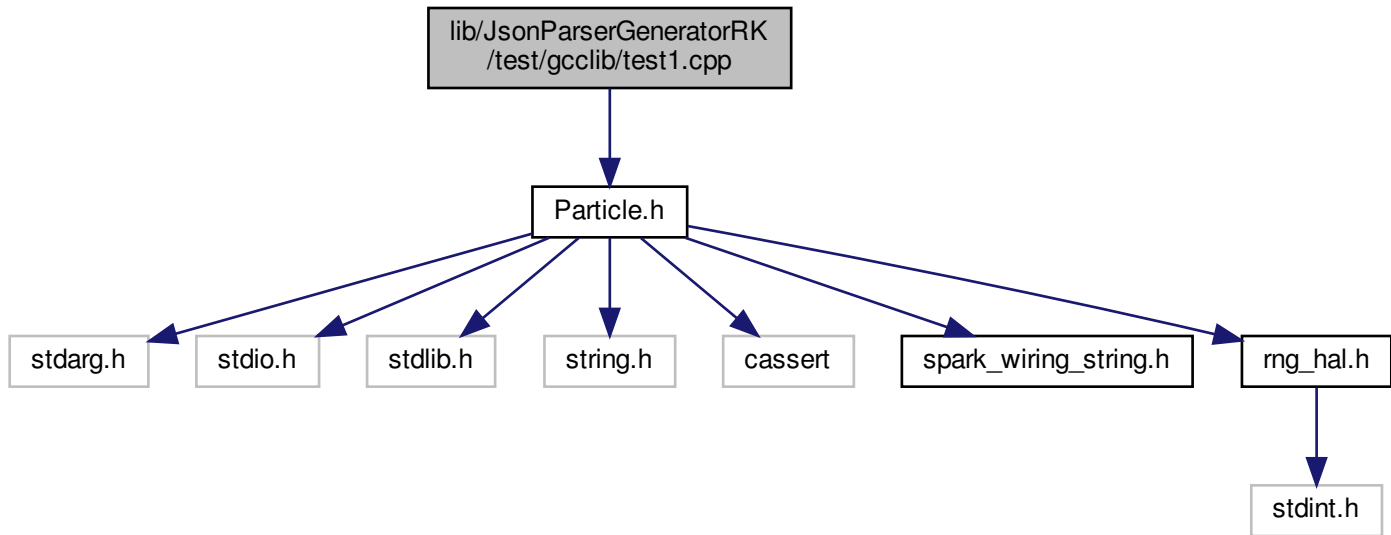 lib/JsonParserGeneratorRK
/test/gcclib/test1.cpp
Particle.h
stdarg.h
stdio.h
stdlib.h
string.h
cassert
spark_wiring_string.h
rng_hal.h
stdint.h